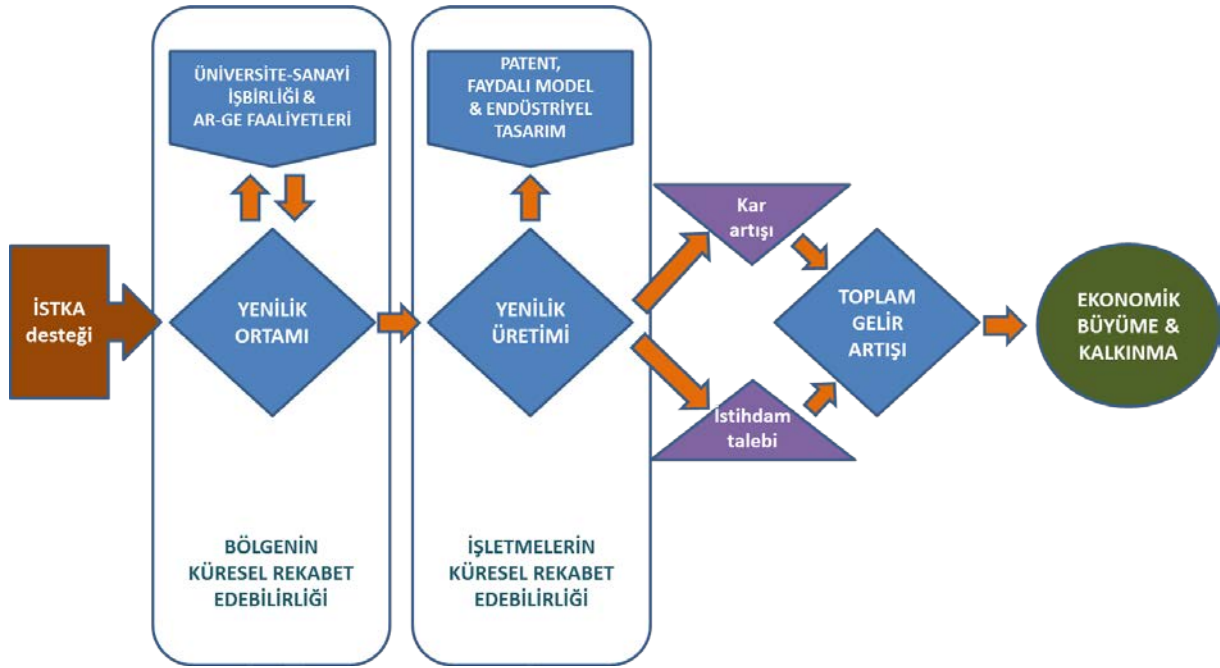 ÜNİVERSİTE-SANAYİ
İŞBİRLİĞİ &
AR-GE FAALİYETLERİ
PATENT,
FAYDALI MODEL
& ENDÜSTRİYEL
TASARIM
İSTKA
desteği
YENİLİK
ORTAMI
YENİLİK
ÜRETİMİ
Kar
artışı
İstihdam
talebi
TOPLAM
GELİR
ARTIŞI
EKONOMİK
BÜYÜME &
KALKINMA
BÖLGENİN
KÜRESEL REKABET
EDEBİLİRLİĞİ
İŞLETMELERİN
KÜRESEL REKABET
EDEBİLİRLİĞİ